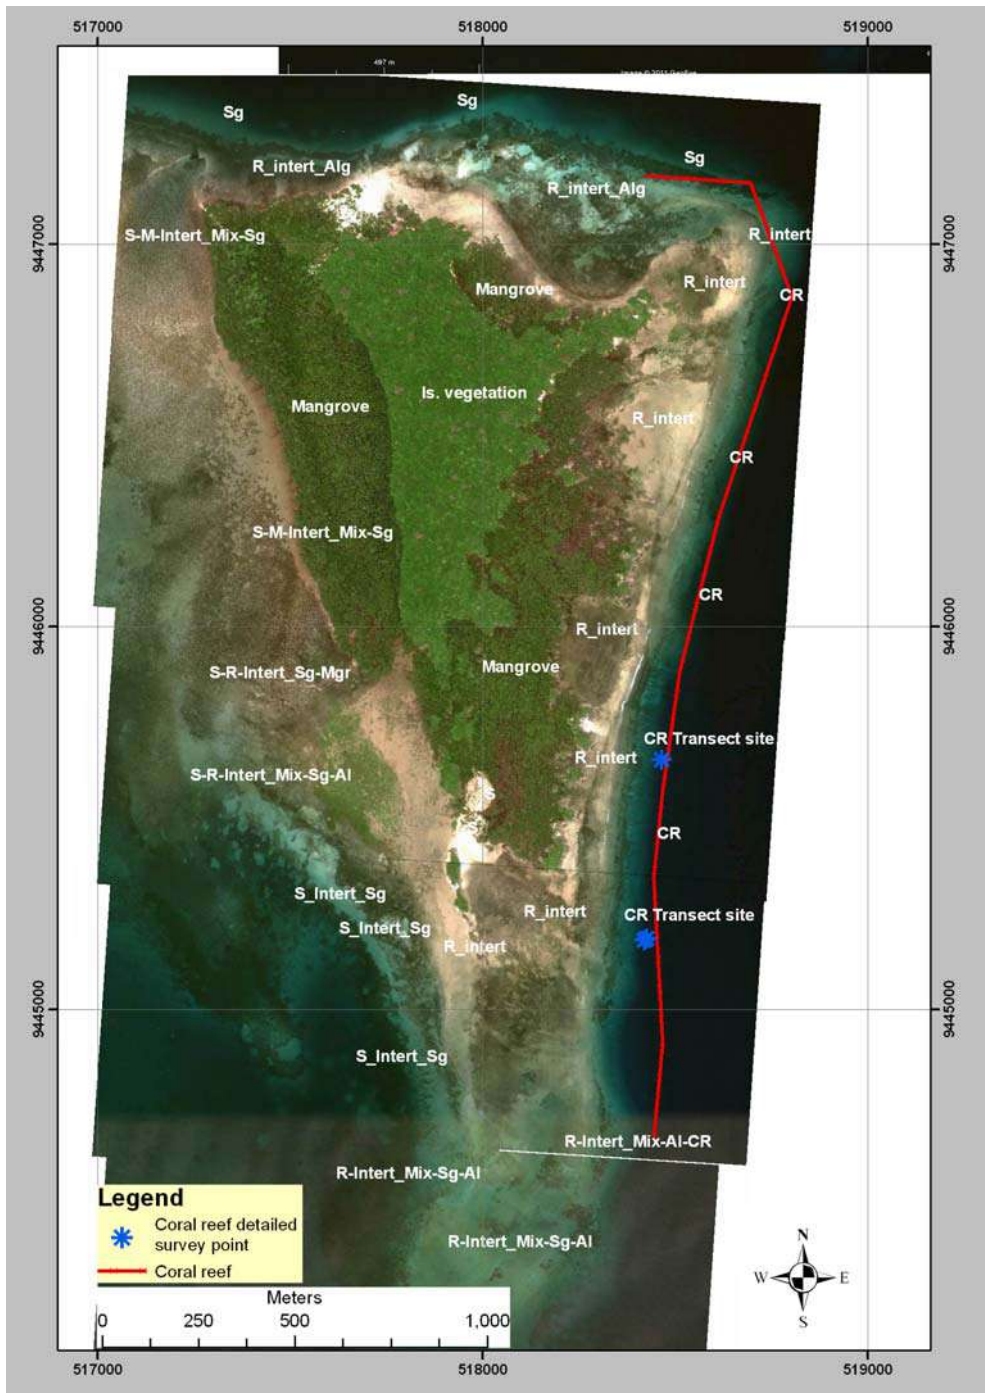 517000
518000
519000
497 m
Sg
Sg
R_intert_Alg
Sg
R_intert_Alg
S
S-M-Intert_Mix-Sg
R_intert
9447000
9447000
R_intert
Mangrove
CR
Is. vegetation
Mangrove
R_intert
CR
S-M-Intert_Mix-Sg
CR
9446000
9446000
R_intert
Mangrove
S-R-Intert_Sg-Mgr
CR Transect site
R_intert
S-R-Intert_Mix-Sg-Al
S
CR
S_Intert_Sg
R_intert
CR Transect site
S_Intert_Sg
R_intert
9445000
9445000
S_Intert_Sg
R-Intert_Mix-Al-CR
R-Intert_Mix-Sg-Al
R-Intert_Mix-Sg-Al
Legend
Coral reef detailed
survey point
Coral reef
Meters
0 250 500 1,000
N
W E
S
517000
518000
519000